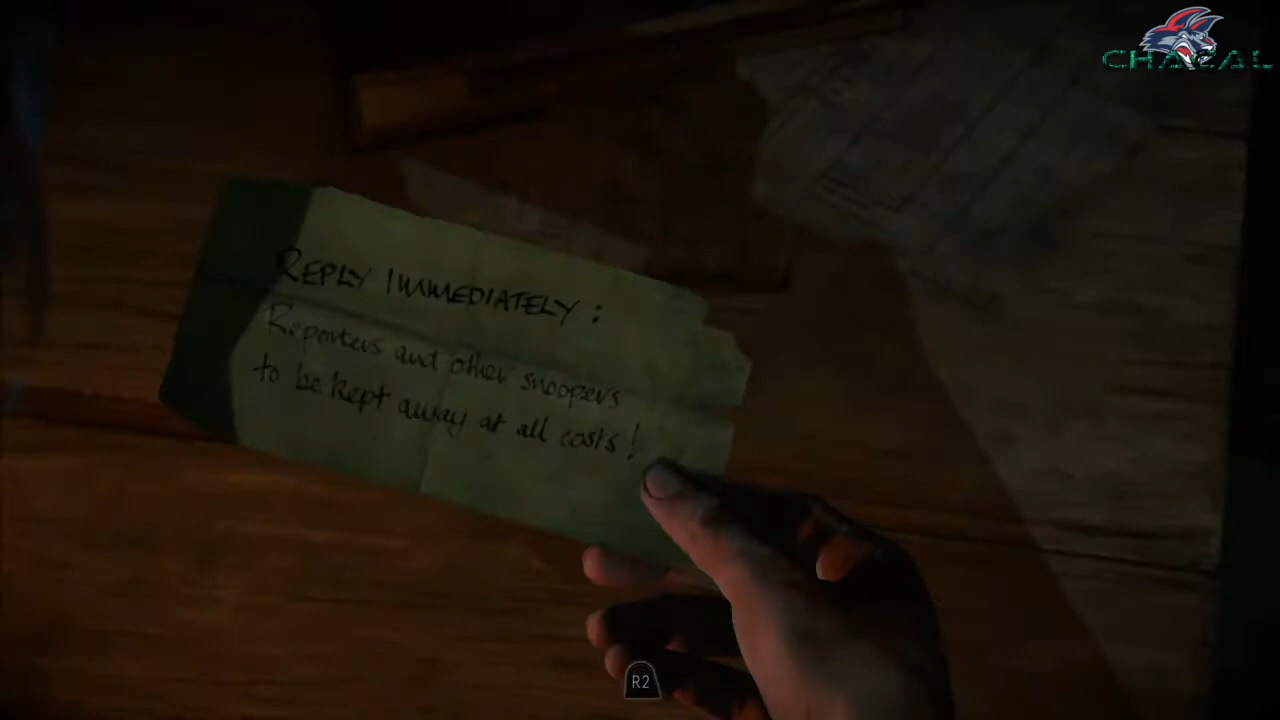 CHACAL
REPLY IMMEDIATELY :
Reporters and other snoopers
to be kept away at all costs !
R2